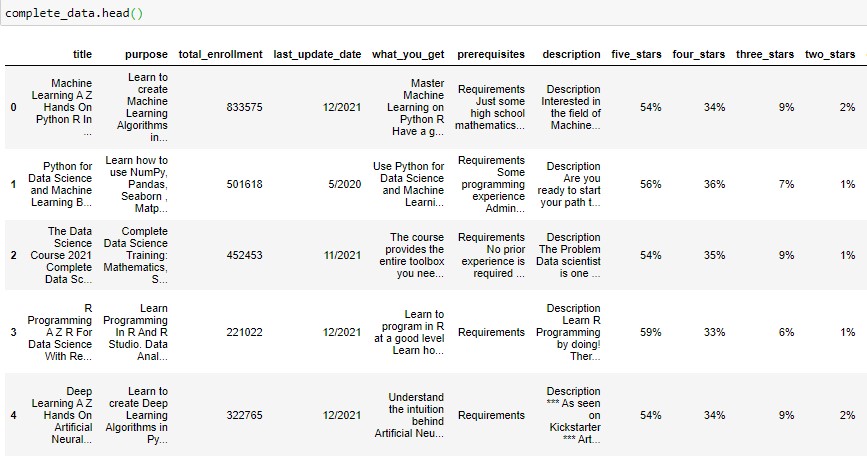 complete_data.head()
title purpose total_enrollment last_update_date what_you_get prerequisites description five_stars four_stars three_stars two_stars
0 Machine Learning A Z Hands On Python R In ... Learn to create Machine Learning Algorithms in... 833575 12/2021 Master Machine Learning on Python R Have a g... Requirements Just some high school mathematics... Description Interested in the field of Machine... 54% 34% 9% 2%
1 Python for Data Science and Machine Learning B... Learn how to use NumPy, Pandas, Seaborn , Matp... 501618 5/2020 Use Python for Data Science and Machine Learni... Requirements Some programming experience Admin... Description Are you ready to start your path t... 56% 36% 7% 1%
2 The Data Science Course 2021 Complete Data Sc... Complete Data Science Training: Mathematics, S... 452453 11/2021 The course provides the entire toolbox you nee... Requirements No prior experience is required ... Description The Problem Data scientist is one ... 54% 35% 9% 1%
3 R Programming A Z R For Data Science With Re... Learn Programming In R And R Studio. Data Anal... 221022 12/2021 Learn to program in R at a good level Learn ho... Requirements Description Learn R Programming by doing! Ther... 59% 33% 6% 1%
4 Deep Learning A Z Hands On Artificial Neural... Learn to create Deep Learning Algorithms in Py... 322765 12/2021 Understand the intuition behind Artificial Neu... Requirements Description *** As seen on Kickstarter *** Art... 54% 34% 9% 2%